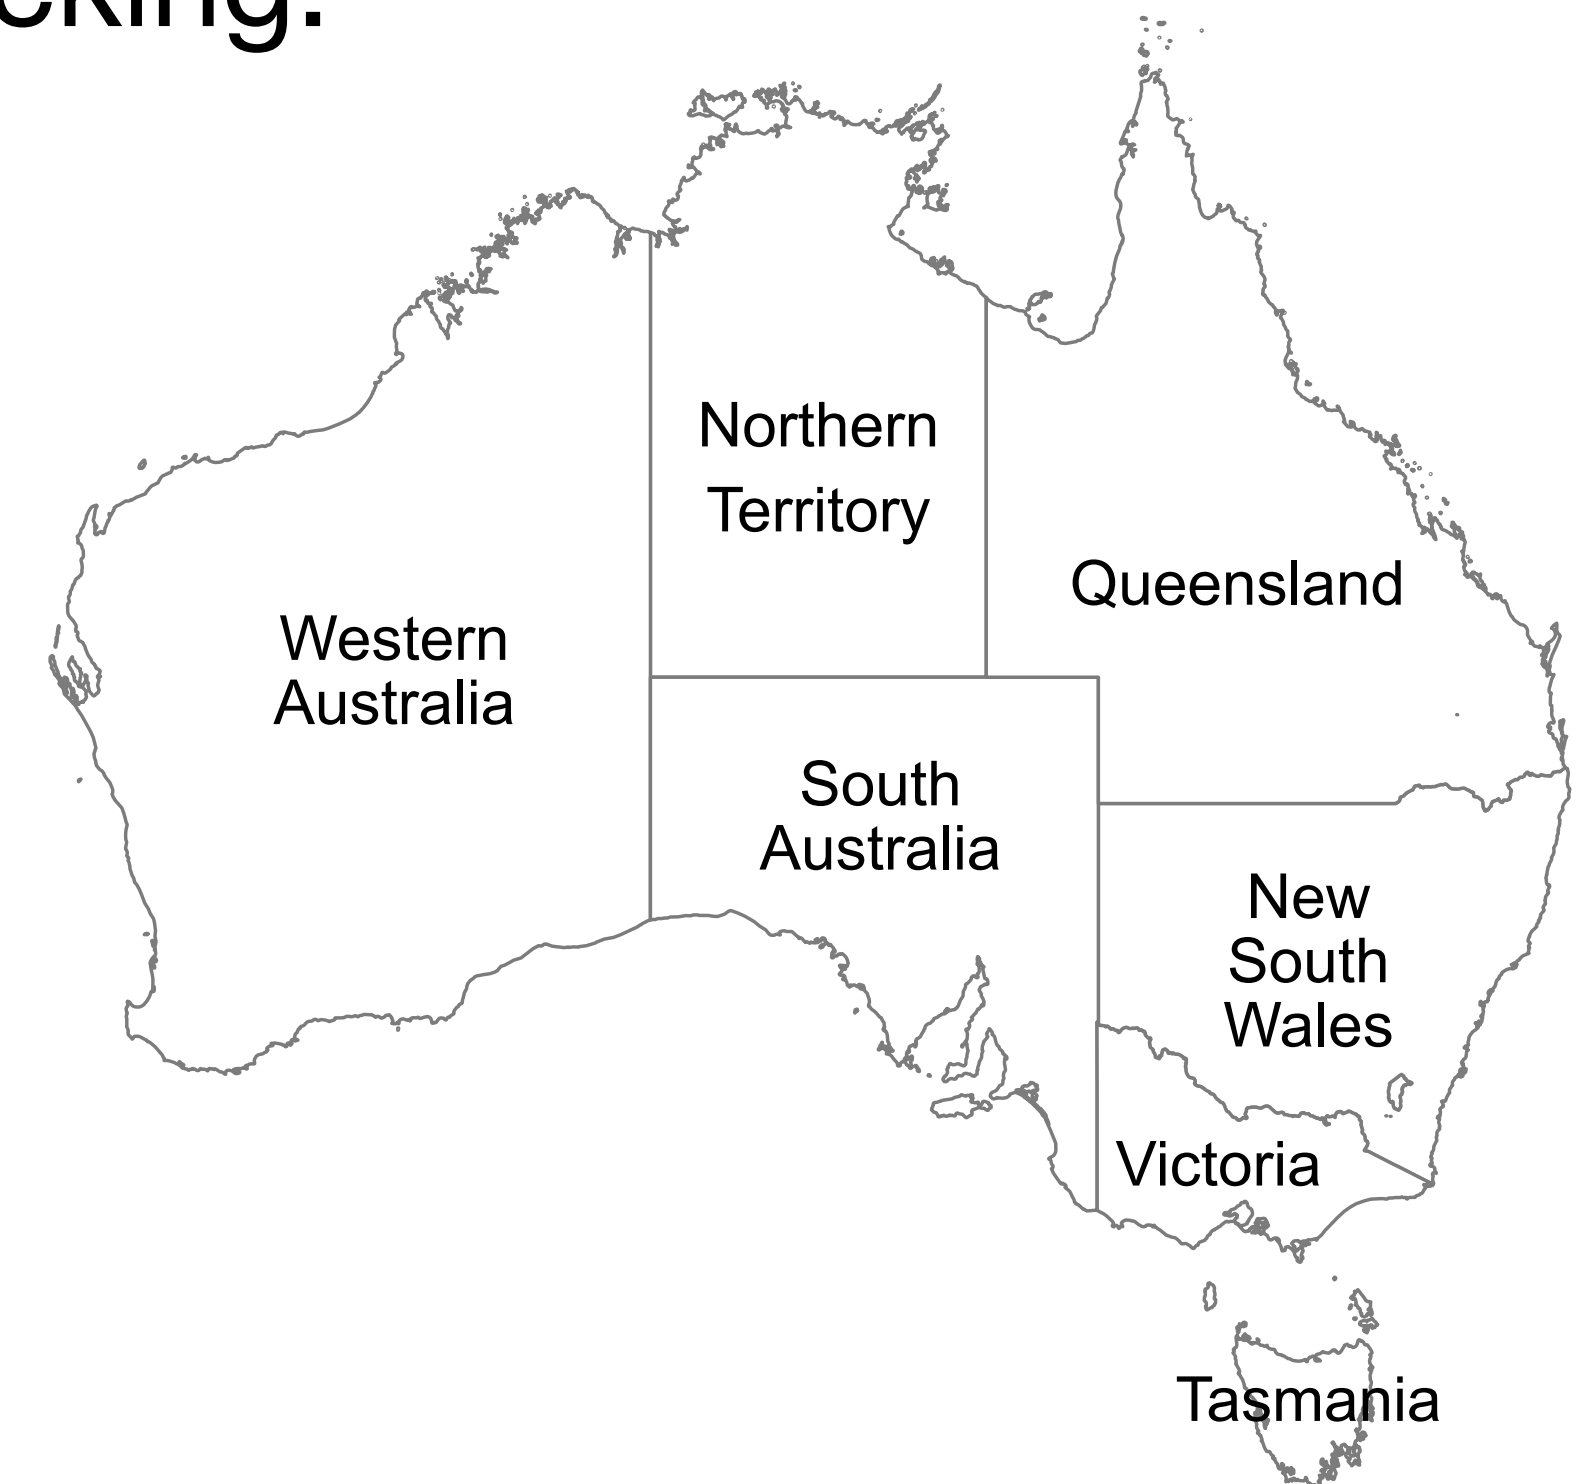 Northern
Territory
Queensland
Western
Australia
South
Australia
New
South
Wales
Victoria
Tasmania